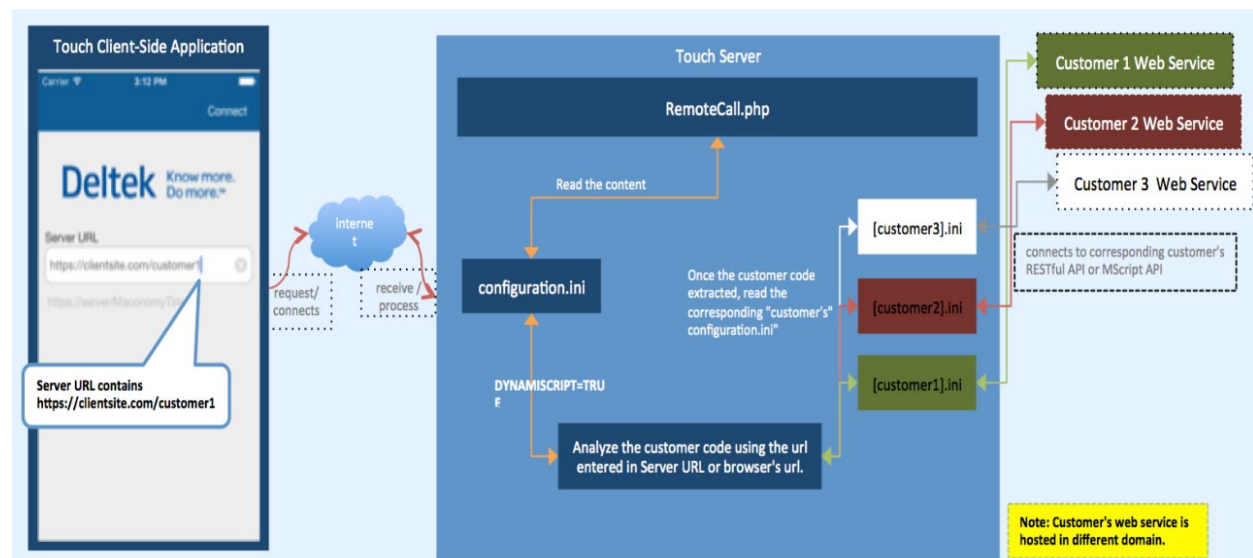 Touch Client-Side Application
Carrier
3:12 PM
Connect
Deltek
Know more.
Do more.™
Server URL
https://clientsite.com/customer1
https://server/MaconomyTim
Server URL contains
https://clientsite.com/customer1
request/
connects
interne
t
receive /
process
Touch Server
RemoteCall.php
Read the content
configuration.ini
DYNAMISCRIPT=TRU
E
Once the customer code
extracted, read the
corresponding "customer's"
configuration.ini"
Analyze the customer code using the url
entered in Server URL or browser's url.
[customer3].ini
[customer2].ini
[customer1].ini
Customer 1 Web Service
Customer 2 Web Service
Customer 3 Web Service
connects to corresponding customer's
RESTful API or MScript API
Note: Customer's web service is
hosted in different domain.